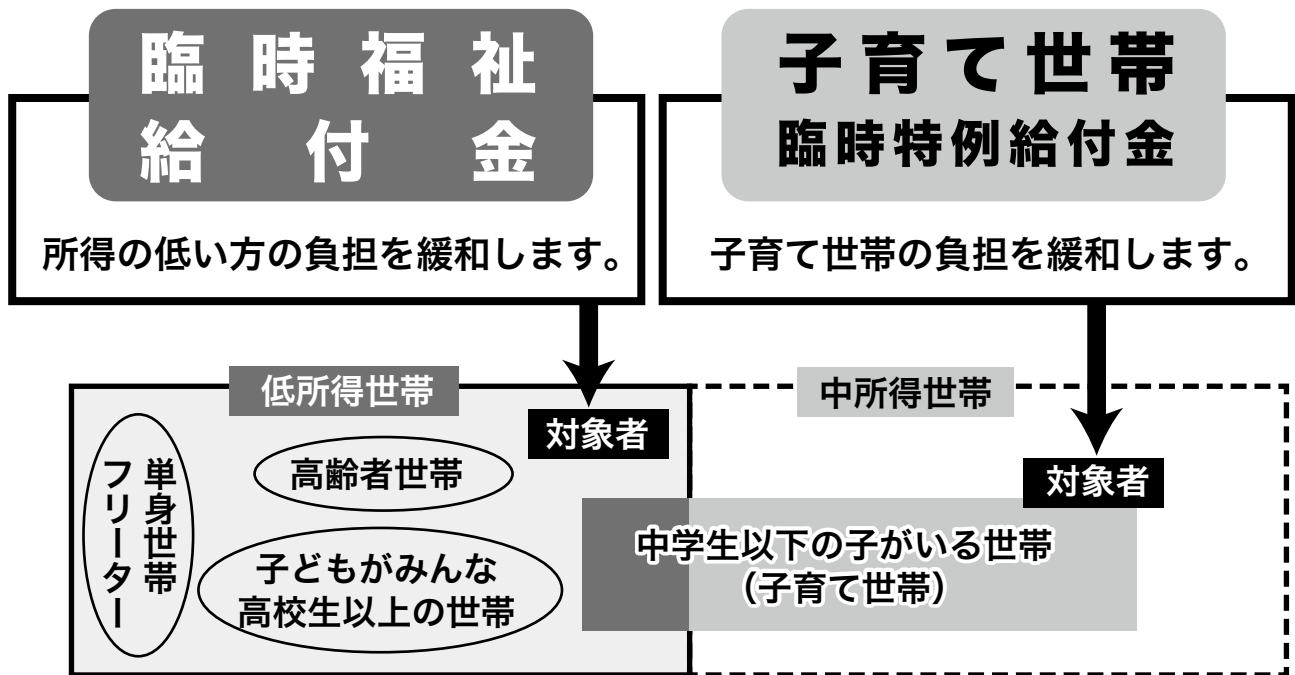 臨時福祉
給付金
所得の低い方の負担を緩和します。
子育て世帯
臨時特例給付金
子育て世帯の負担を緩和します。
低所得世帯
対象者
単身世帯
フリーター
高齢者世帯
子どもがみんな
高校生以上の世帯
中所得世帯
対象者
中学生以下の子がいる世帯
（子育て世帯）